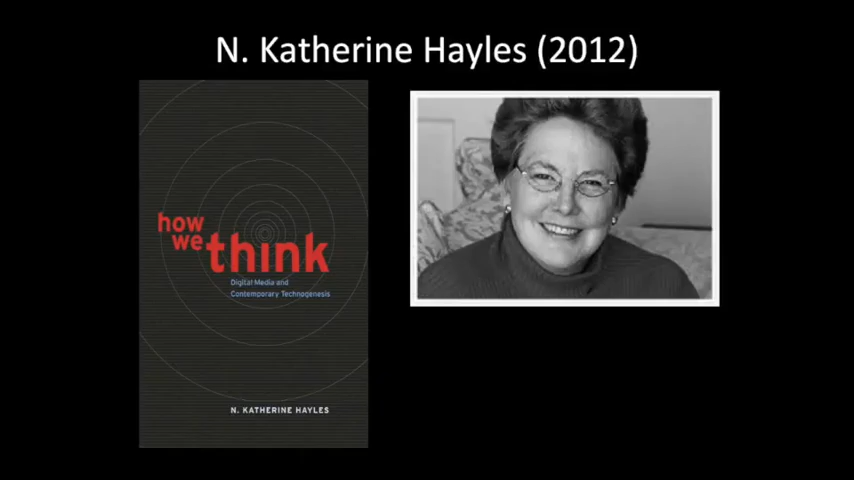 N. Katherine Hayles (2012)
how
we
think
Digital Media and
Contemporary Technogenesis
N. KATHERINE HAYLES